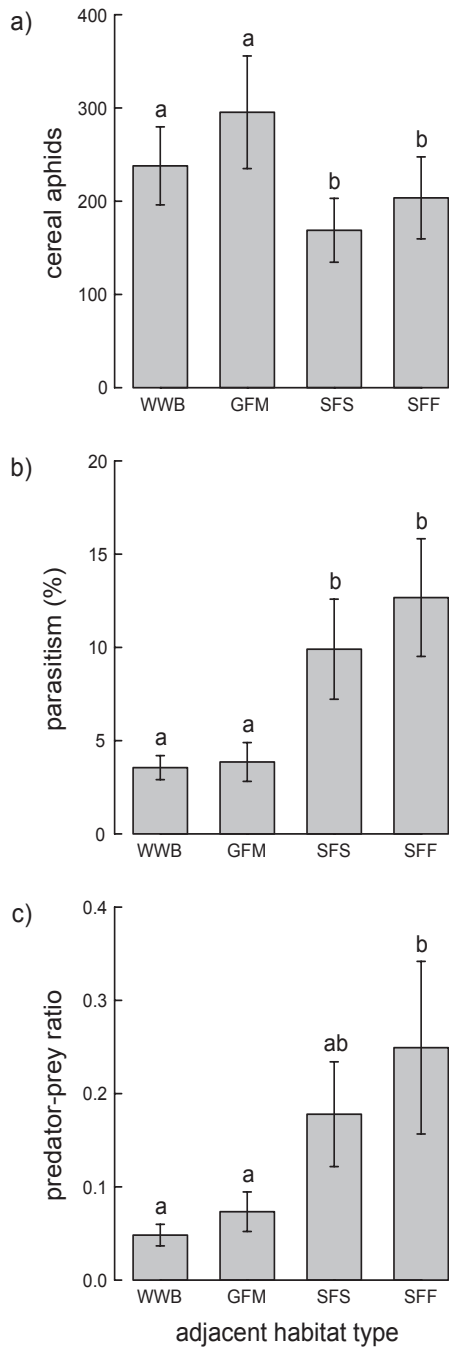 a)
cereal aphids
400
300
200
100
0
a
a
b
b
WWB GFM SFS SFF
b)
parasitism (%)
20
15
10
5
0
a
a
b
b
WWB GFM SFS SFF
c)
predator-prey ratio
0.4
0.3
0.2
0.1
0.0
a
a
ab
b
WWB GFM SFS SFF
adjacent habitat type